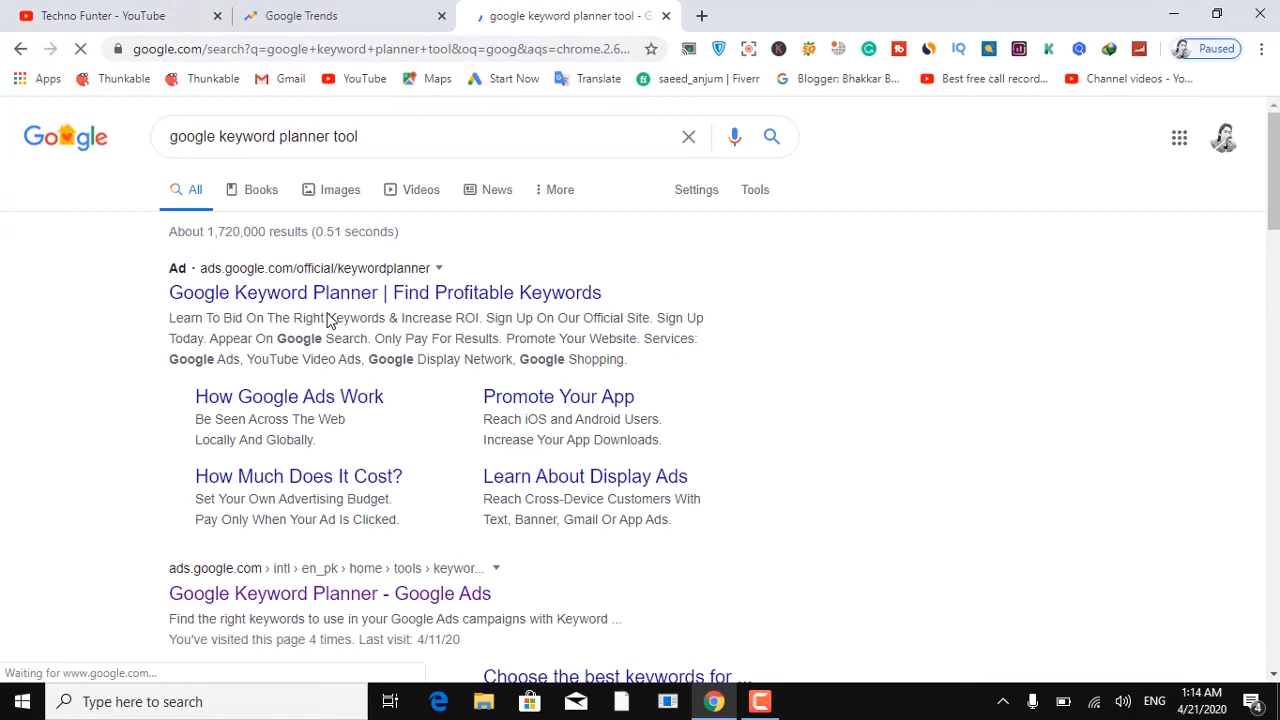 Techno Funter - YouTube
Google Trends
google keyword planner tool - G
google.com/search?q=google+keyword+planner+tool&oq=goog&aqs=chrome.2.6...
Paused
Apps
Thunkable
Thunkable
Gmail
YouTube
Maps
Start Now
Translate
saeed_anjum | Fiverr
Blogger: Bhakkar B...
Best free call record...
Channel videos - Yo...
Google
google keyword planner tool
All
Books
Images
Videos
News
More
Settings
Tools
About 1,720,000 results (0.51 seconds)
Ad · ads.google.com/official/keywordplanner
Google Keyword Planner | Find Profitable Keywords
Learn To Bid On The Right Keywords & Increase ROI. Sign Up On Our Official Site. Sign Up
Today. Appear On Google Search. Only Pay For Results. Promote Your Website. Services:
Google Ads, YouTube Video Ads, Google Display Network, Google Shopping.
How Google Ads Work
Be Seen Across The Web
Locally And Globally.
Promote Your App
Reach iOS and Android Users.
Increase Your App Downloads.
How Much Does It Cost?
Set Your Own Advertising Budget.
Pay Only When Your Ad Is Clicked.
Learn About Display Ads
Reach Cross-Device Customers With
Text, Banner, Gmail Or App Ads.
ads.google.com › intl › en_pk › home › tools › keywor...
Google Keyword Planner - Google Ads
Find the right keywords to use in your Google Ads campaigns with Keyword ...
You've visited this page 4 times. Last visit: 4/11/20
Choose the best keywords for ...
Waiting for www.google.com...
Type here to search
ENG
1:14 AM
4/21/2020
4